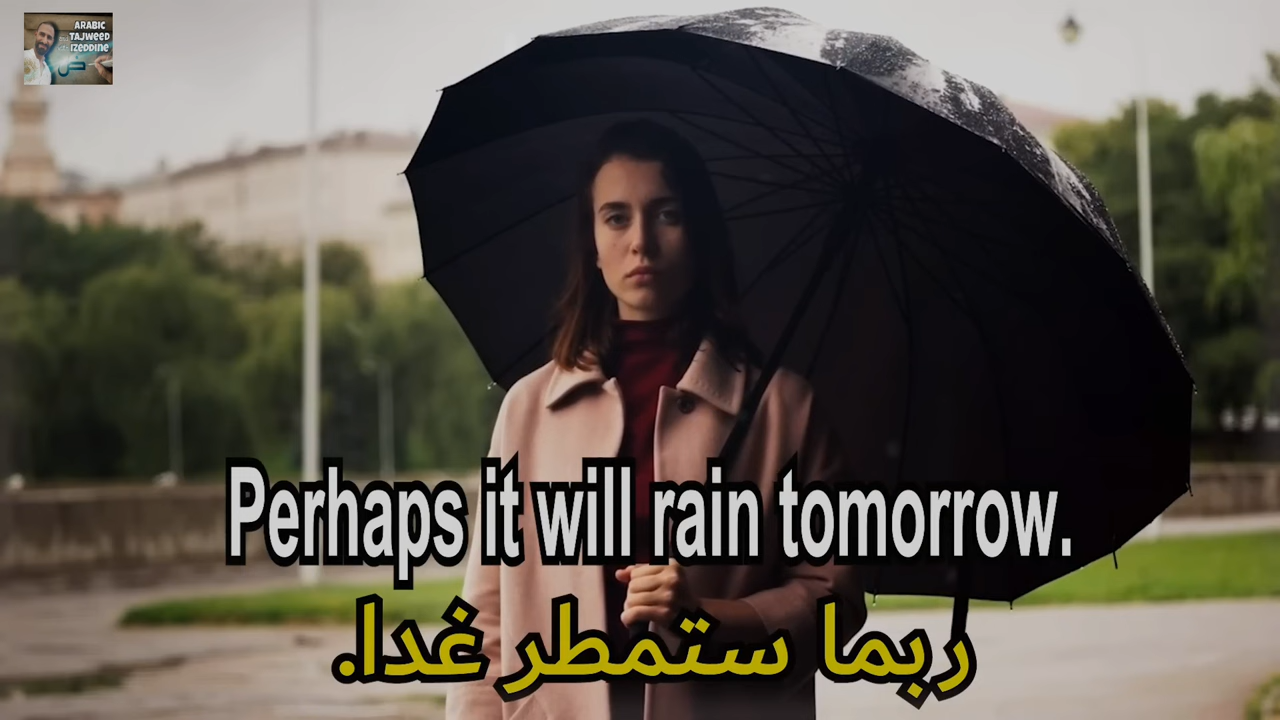 ARABIC
TAJWEED
IZEDDINE
Perhaps it will rain tomorrow.
ربما ستمطر غدا.